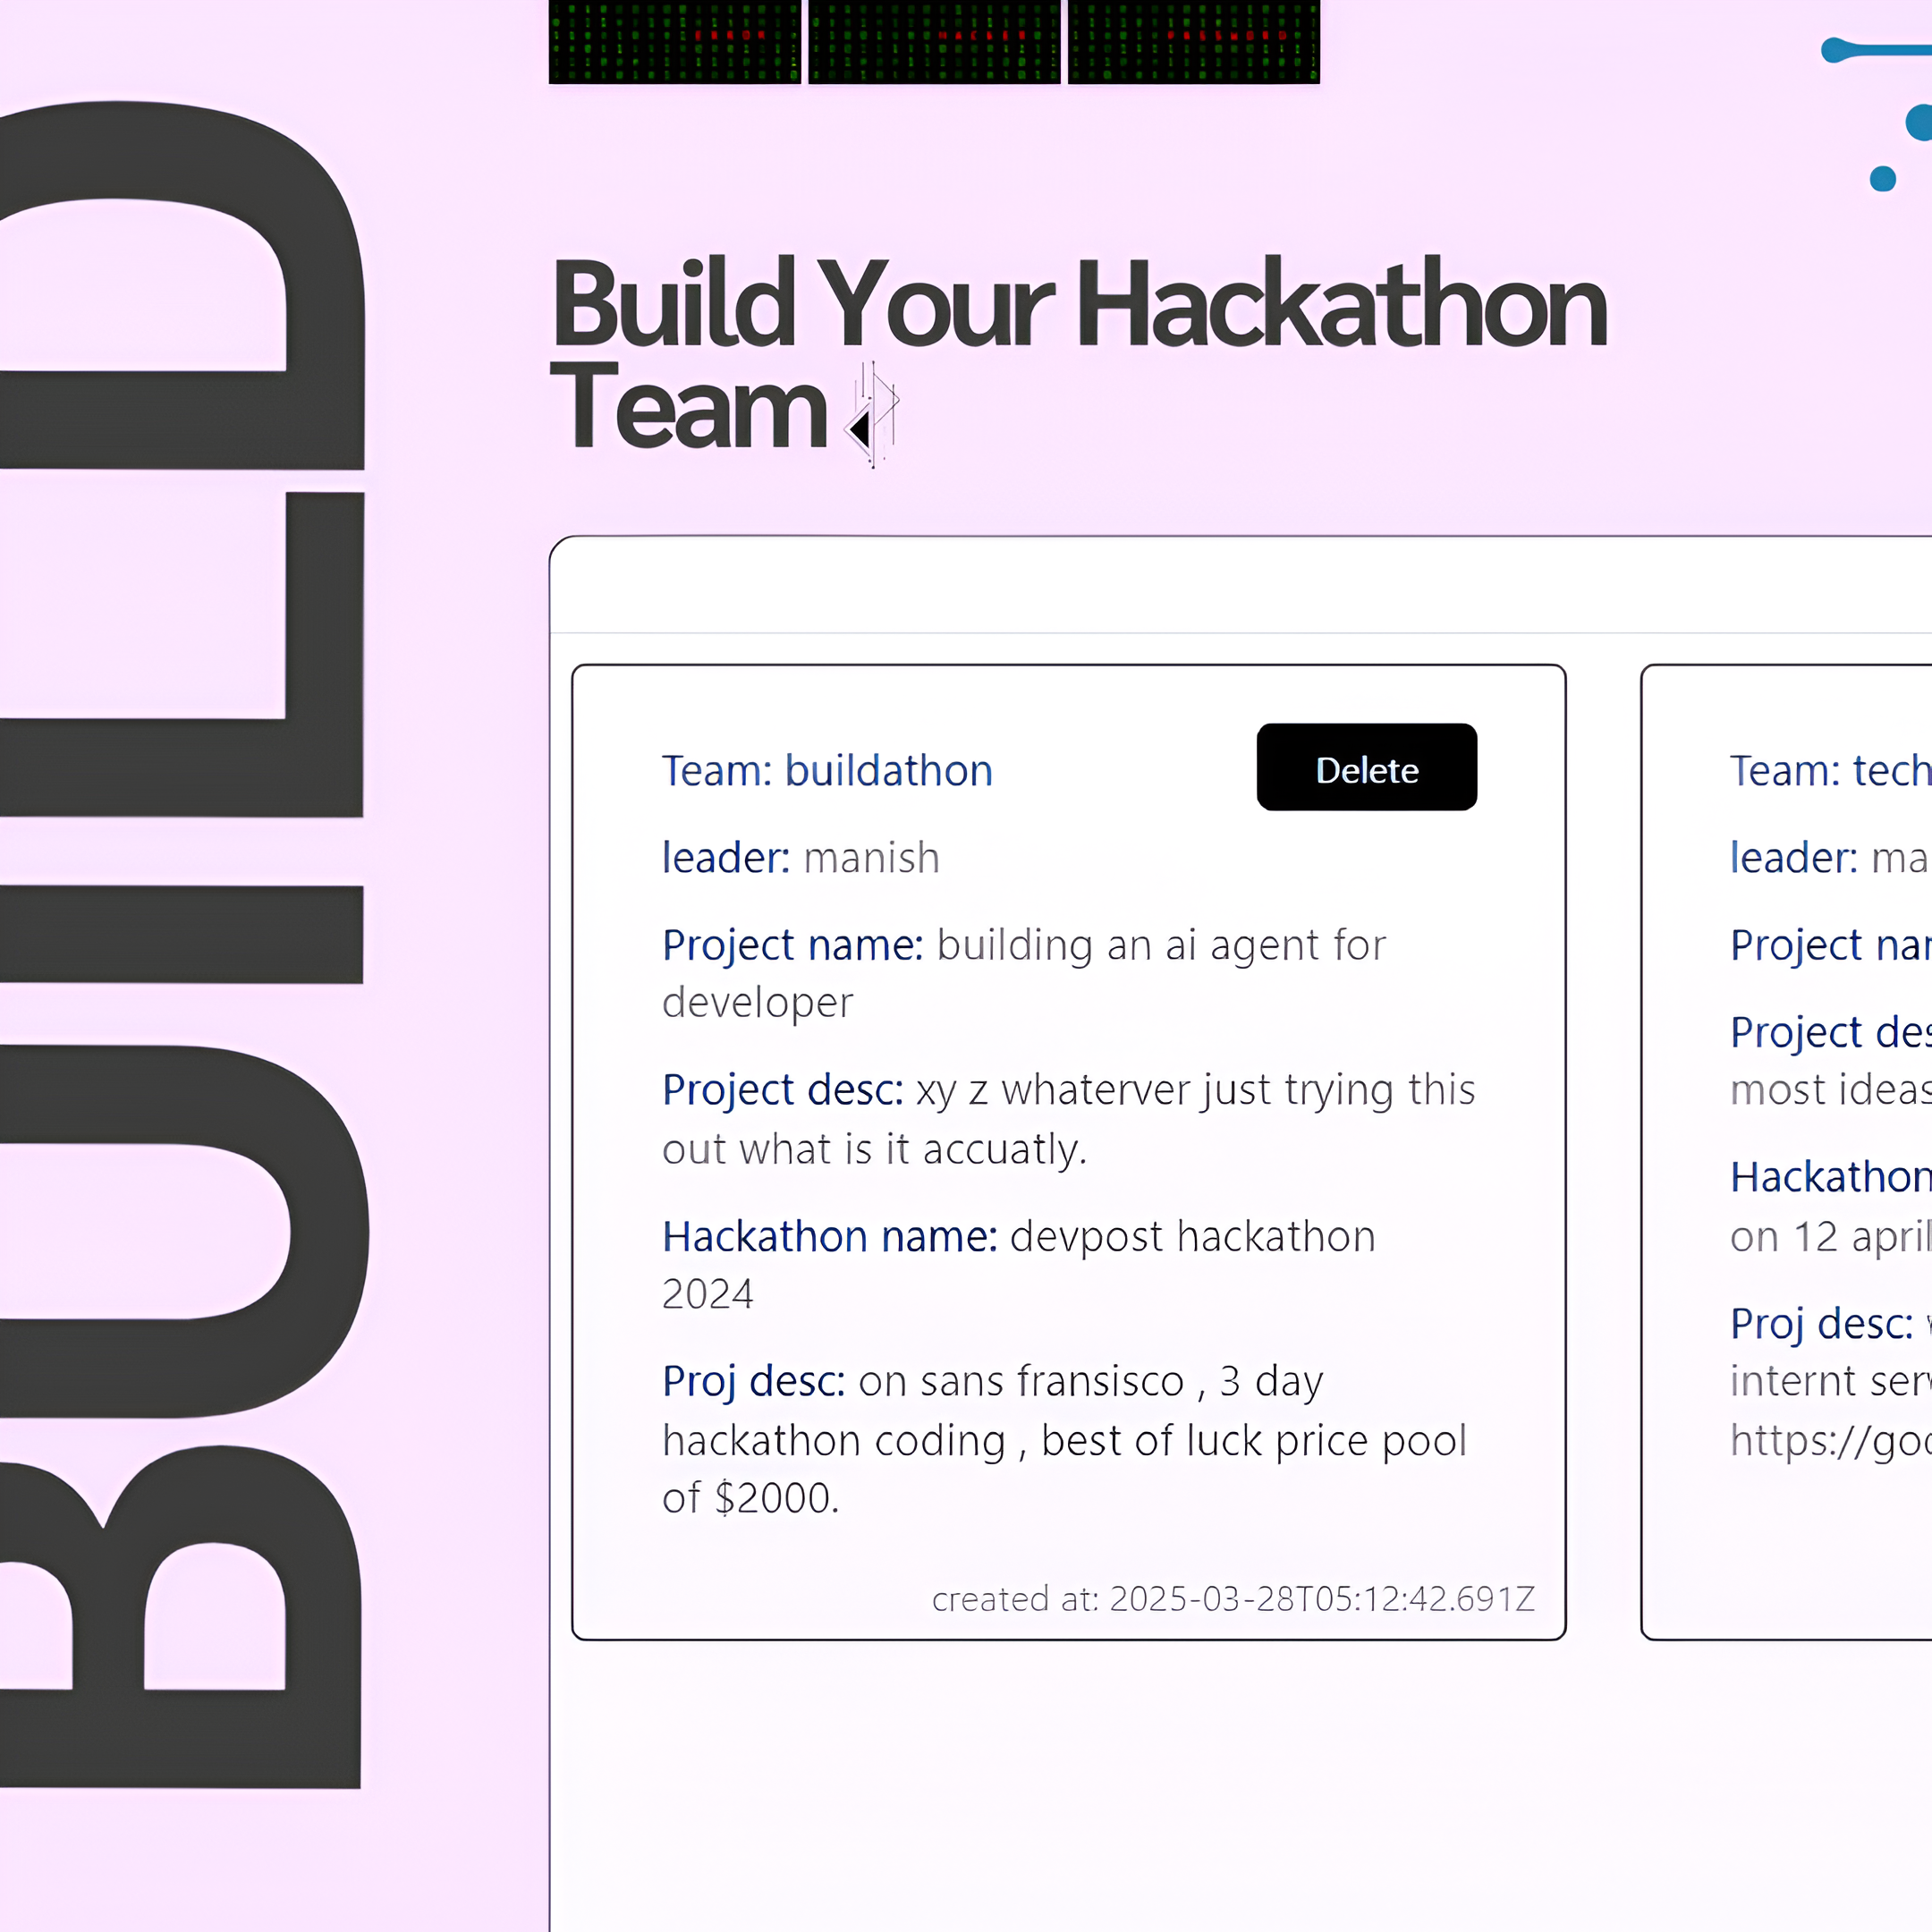 BUILD
Build Your Hackathon
Team
Team: buildathon
Delete
leader: manish
Project name: building an ai agent for
developer
Project desc: xy z whaterver just trying this
out what is it accuatly.
Hackathon name: devpost hackathon
2024
Proj desc: on sans fransisco , 3 day
hackathon coding , best of luck price pool
of $2000.
created at: 2025-03-28T05:12:42.691Z
Team: tech
leader: ma
Project nar
Project des
most ideas
Hackathon
on 12 april
Proj desc:
internt serv
https://goo